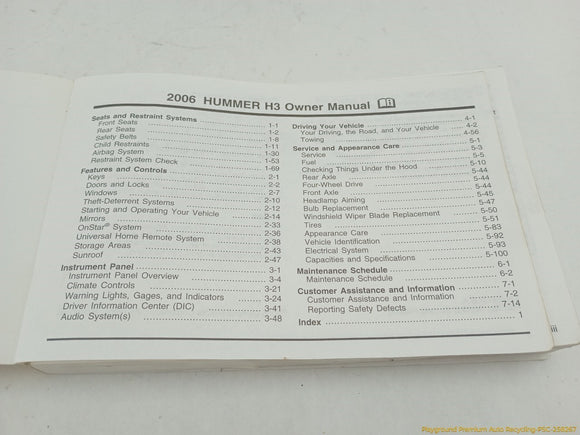 2006 HUMMER H3 Owner Manual
Seats and Restraint Systems 1-1
Front Seats 1-2
Rear Seats 1-8
Safety Belts 1-11
Child Restraints 1-30
Airbag System 1-53
Restraint System Check 1-69
Features and Controls 2-1
Keys 2-2
Doors and Locks 2-7
Windows 2-10
Theft-Deterrent Systems 2-12
Starting and Operating Your Vehicle 2-14
Mirrors 2-33
OnStar® System 2-36
Universal Home Remote System 2-38
Storage Areas 2-43
Sunroof 2-47
Instrument Panel 3-1
Instrument Panel Overview 3-4
Climate Controls 3-21
Warning Lights, Gages, and Indicators 3-24
Driver Information Center (DIC) 3-41
Audio System(s) 3-48
Driving Your Vehicle 4-1
Your Driving, the Road, and Your Vehicle 4-2
Towing 4-56
Service and Appearance Care 5-1
Service 5-3
Fuel 5-5
Checking Things Under the Hood 5-10
Rear Axle 5-44
Four-Wheel Drive 5-44
Front Axle 5-44
Headlamp Aiming 5-45
Bulb Replacement 5-47
Windshield Wiper Blade Replacement 5-50
Tires 5-51
Appearance Care 5-83
Vehicle Identification 5-92
Electrical System 5-93
Capacities and Specifications 5-100
Maintenance Schedule 6-1
Maintenance Schedule 6-2
Customer Assistance and Information 7-1
Customer Assistance and Information 7-2
Reporting Safety Defects 7-14
Index 1
iii
Playground Premium Auto Recycling-PSC-258267